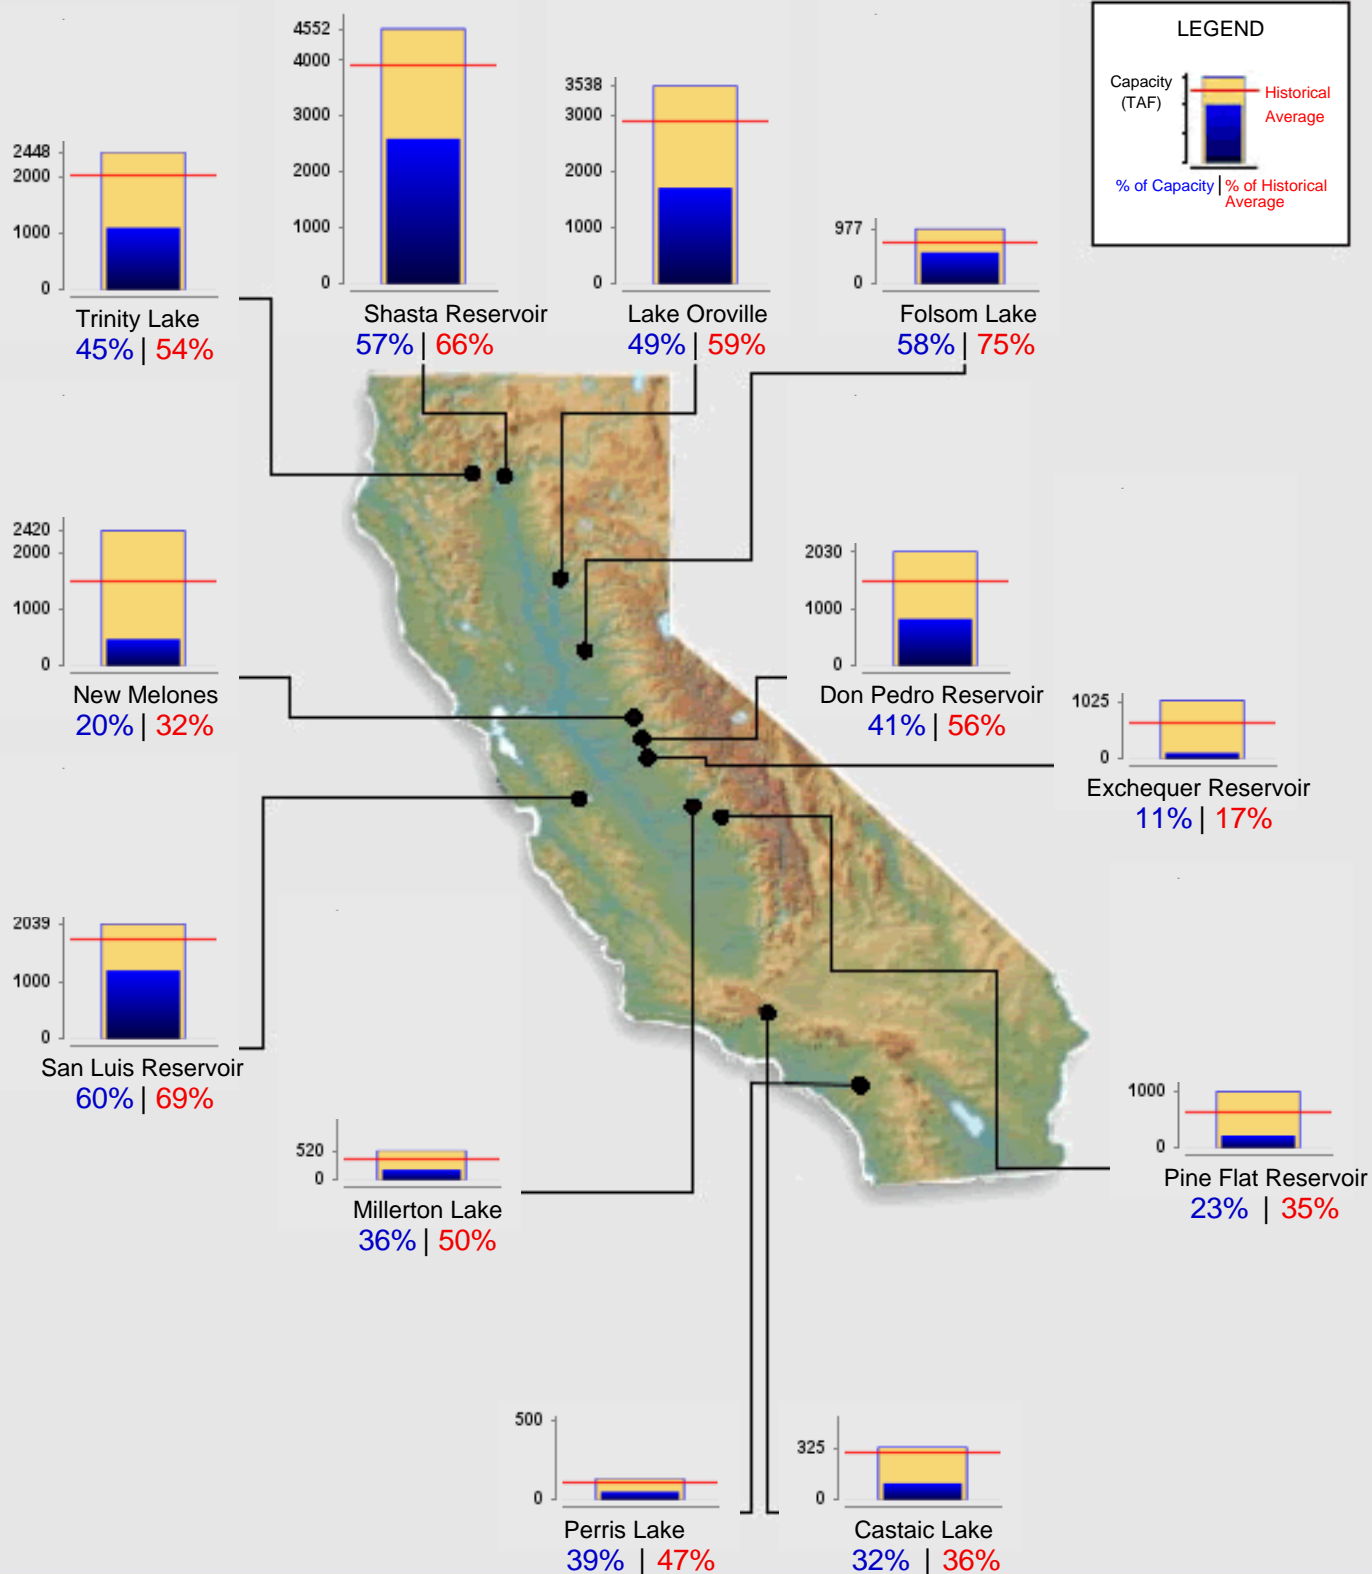 LEGEND
Capacity
(TAF)
Historical
Average
% of Capacity | % of Historical
Average
4552
4000
3000
2000
1000
0
Shasta Reservoir
57% | 66%
3538
3000
2000
1000
0
Lake Oroville
49% | 59%
977
0
Folsom Lake
58% | 75%
2448
2000
1000
0
Trinity Lake
45% | 54%
2420
2000
1000
0
New Melones
20% | 32%
2030
1000
0
Don Pedro Reservoir
41% | 56%
1025
0
Exchequer Reservoir
11% | 17%
2039
1000
0
San Luis Reservoir
60% | 69%
520
0
Millerton Lake
36% | 50%
1000
0
Pine Flat Reservoir
23% | 35%
500
0
Perris Lake
39% | 47%
325
0
Castaic Lake
32% | 36%